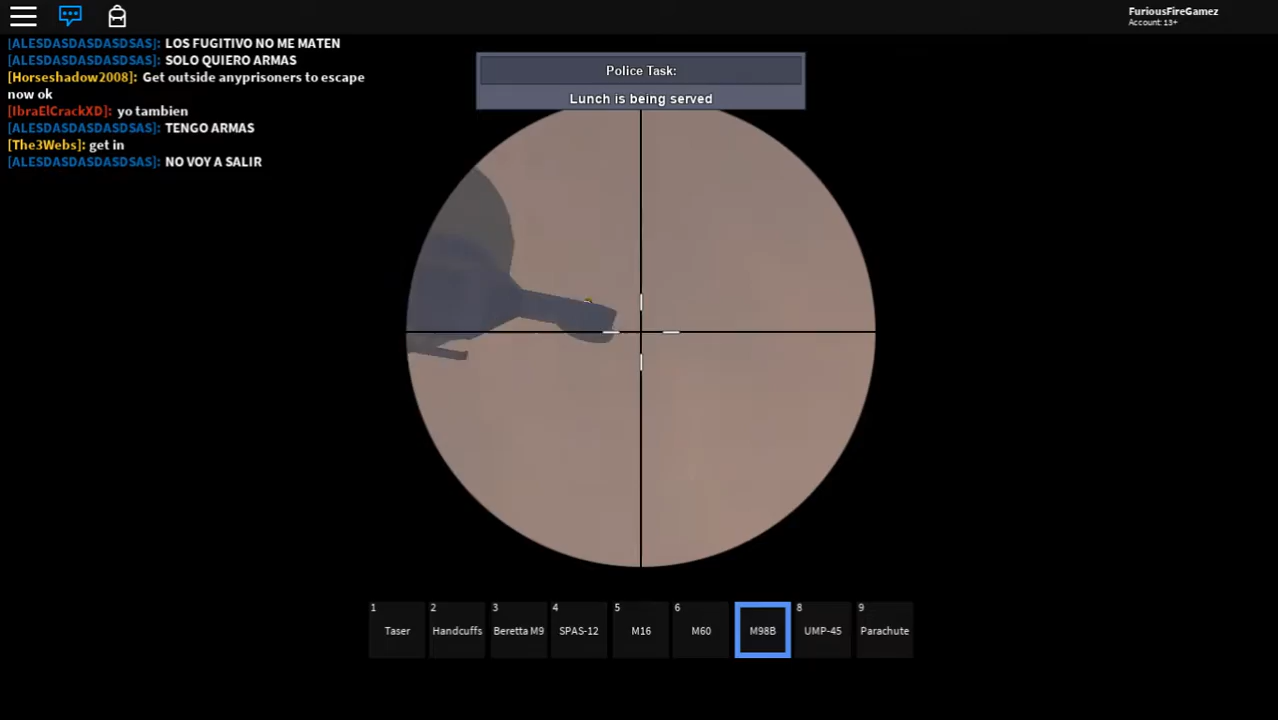 FuriousFireGamez
Account: 13+
[ALESDASDASDASDSAS]: LOS FUGITIVO NO ME MATEN
[ALESDASDASDASDSAS]: SOLO QUIERO ARMAS
[Horseshadow2008]: Get outside anyprisoners to escape
now ok
[IbraElCrackXD]: yo tambien
[ALESDASDASDASDSAS]: TENGO ARMAS
[The3Webs]: get in
[ALESDASDASDASDSAS]: NO VOY A SALIR
Police Task:
Lunch is being served
1 Taser
2 Handcuffs
3 Beretta M9
4 SPAS-12
5 M16
6 M60
M98B
8 UMP-45
9 Parachute